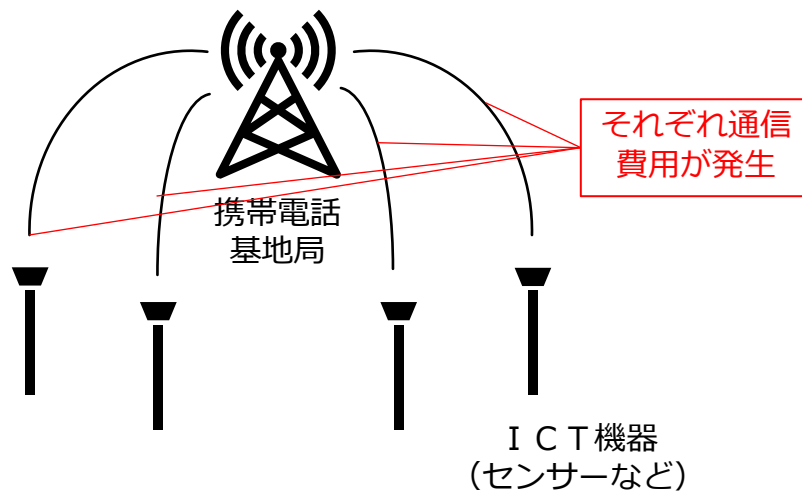 それぞれ通信
費用が発生
携帯電話
基地局
ＩＣＴ機器
（センサーなど）